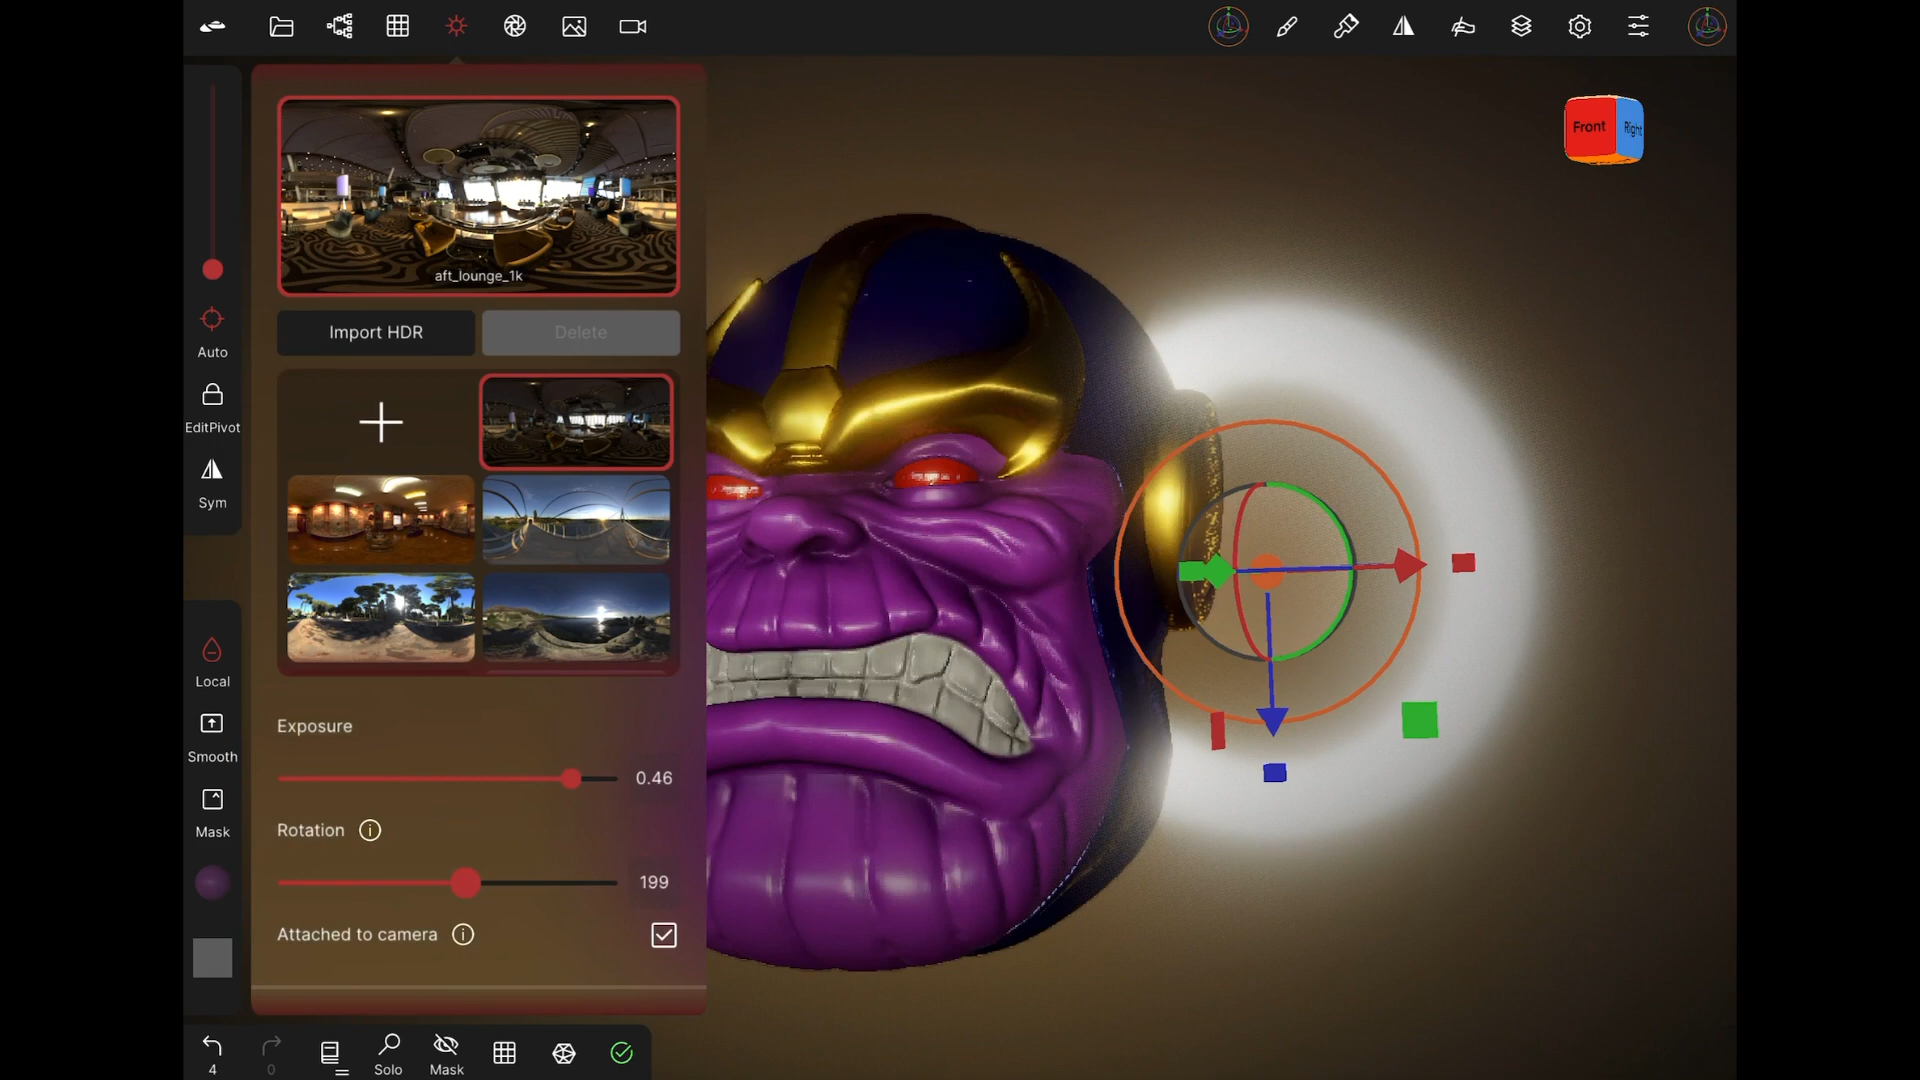 Front
Right
aft_lounge_1k
Import HDR
Delete
Auto
EditPivot
Sym
Local
Smooth
Mask
Exposure
0.46
Rotation
199
Attached to camera
4
0
Solo
Mask